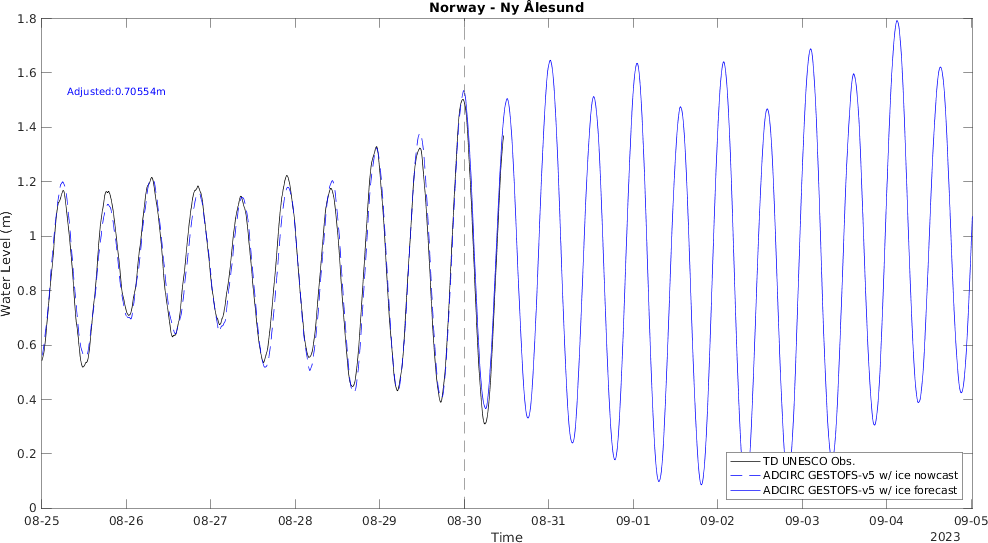 Norway - Ny Ålesund
Adjusted:0.70554m
Water Level (m)
1.8
1.6
1.4
1.2
1
0.8
0.6
0.4
0.2
0
TD UNESCO Obs.
ADCIRC GESTOFS-v5 w/ ice nowcast
ADCIRC GESTOFS-v5 w/ ice forecast
08-25 08-26 08-27 08-28 08-29 08-30 08-31 09-01 09-02 09-03 09-04 09-05
Time
2023